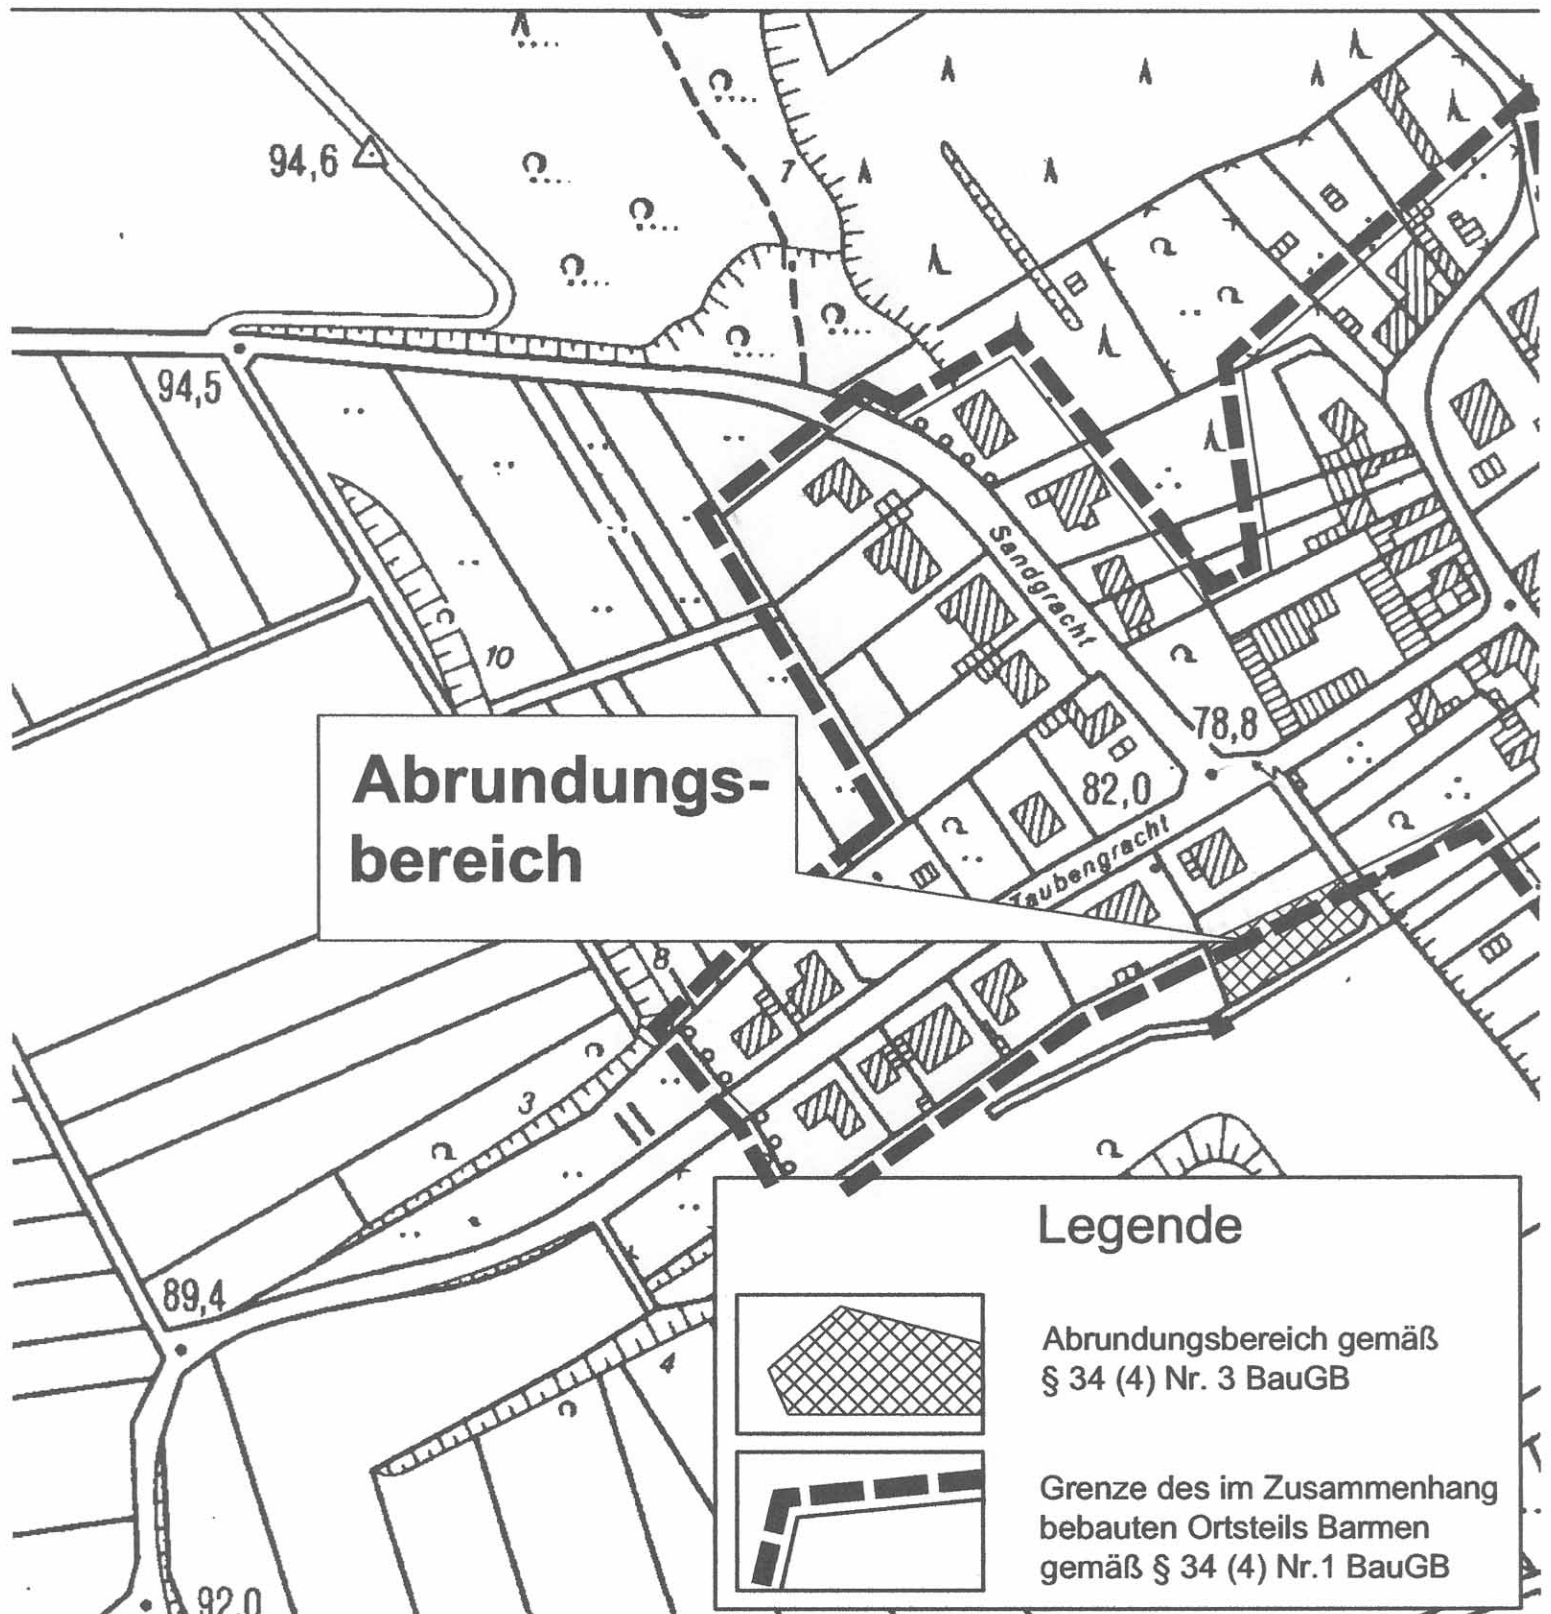 94,6
7
94,5
Sandgracht
10
78,8
82,0
Abrundungs-
bereich
Taubengracht
8
3
89,4
4
92,0
Legende
Abrundungsbereich gemäß
§ 34 (4) Nr. 3 BauGB
Grenze des im Zusammenhang
bebauten Ortsteils Barmen
gemäß § 34 (4) Nr.1 BauGB